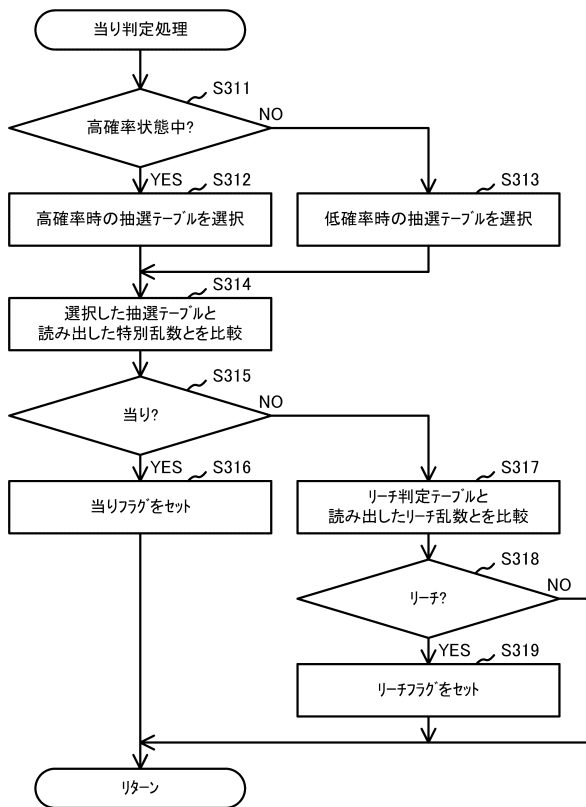 当り判定処理
S311
高確率状態中?
NO
YES
S312
高確率時の抽選テーブルを選択
S313
低確率時の抽選テーブルを選択
S314
選択した抽選テーブルと
読み出した特別乱数とを比較
S315
当り?
NO
YES
S316
当りフラグをセット
S317
リーチ判定テーブルと
読み出したリーチ乱数とを比較
S318
リーチ?
NO
YES
S319
リーチフラグをセット
リターン